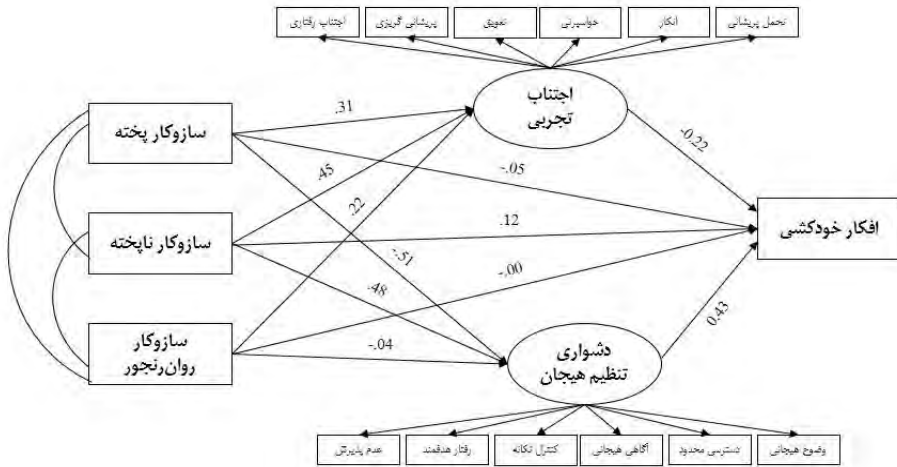 تحمل پریشانی
انکار
حواسپرتی
تعویق
پریشانی گریزی
اجتناب رفتاری
اجتناب
تجربی
سازوکار پخته
سازوکار ناپخته
سازوکار
روان‌رنجور
.31
.45
.22
-.05
.12
-.00
-.51
.48
-.04
-0.22
0.43
افکار خودکشی
دشواری
تنظیم هیجان
وضوح هیجانی
دسترسی محدود
آگاهی هیجانی
کنترل تکانه
رفتار هدفمند
عدم پذیرش